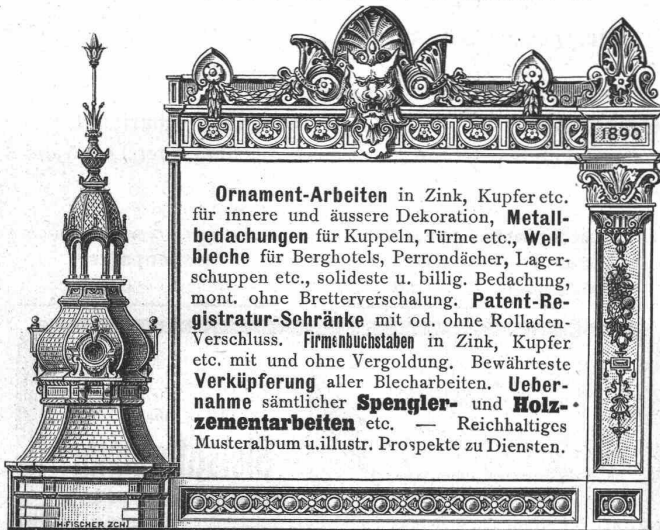 1890
Ornament-Arbeiten in Zink, Kupfer etc.
für innere und äussere Dekoration, Metall-
bedachungen für Kuppeln, Türme etc., Well-
bleche für Berghotels, Perrondächer, Lager-
schuppen etc., solideste u. billig. Bedachung,
mont. ohne Bretterverschalung. Patent-Re-
gistratur-Schränke mit od. ohne Rolladen-
Verschluss. Firmenbuchstaben in Zink, Kupfer
etc. mit und ohne Vergoldung. Bewährteste
Verküpferung aller Blecharbeiten. Ueber-
nahme sämtlicher Spengler- und Holz-
zementarbeiten etc. — Reichhaltiges
Musteralbum u. illustr. Prospekte zu Diensten.
H. FISCHER ZCH.